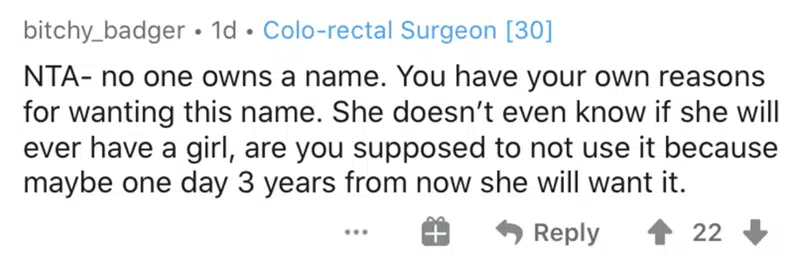 bitchy_badger • 1d • Colo-rectal Surgeon [30]
NTA- no one owns a name. You have your own reasons
for wanting this name. She doesn’t even know if she will
ever have a girl, are you supposed to not use it because
maybe one day 3 years from now she will want it.
... Reply 22